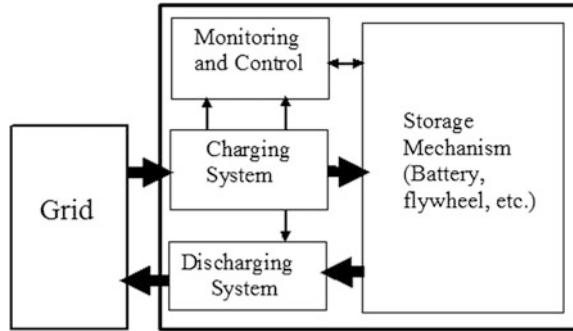 Monitoring
and Control
Grid
Charging
System
Discharging
System
Storage
Mechanism
(Battery,
flywheel, etc.)